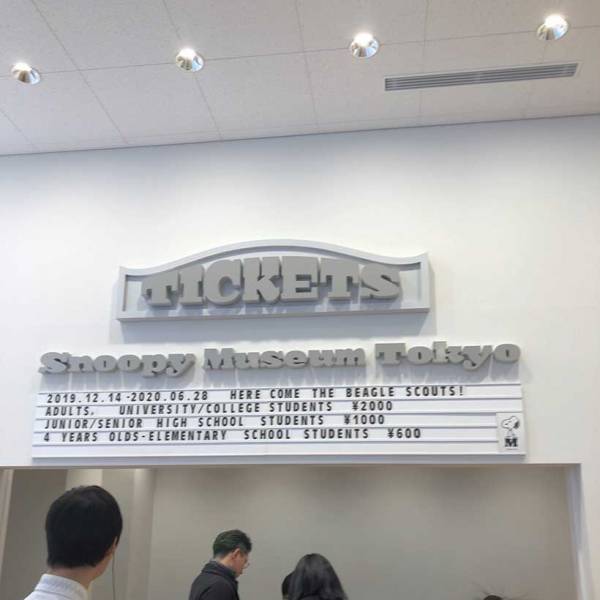 TICKETS
Snoopy Museum Tokyo
2019.12.14-2020.06.28 HERE COME THE BEAGLE SCOUTS!
ADULTS, UNIVERSITY/COLLEGE STUDENTS ¥2000
JUNIOR/SENIOR HIGH SCHOOL STUDENTS ¥1000
4 YEARS OLDS-ELEMENTARY SCHOOL STUDENTS ¥600
M